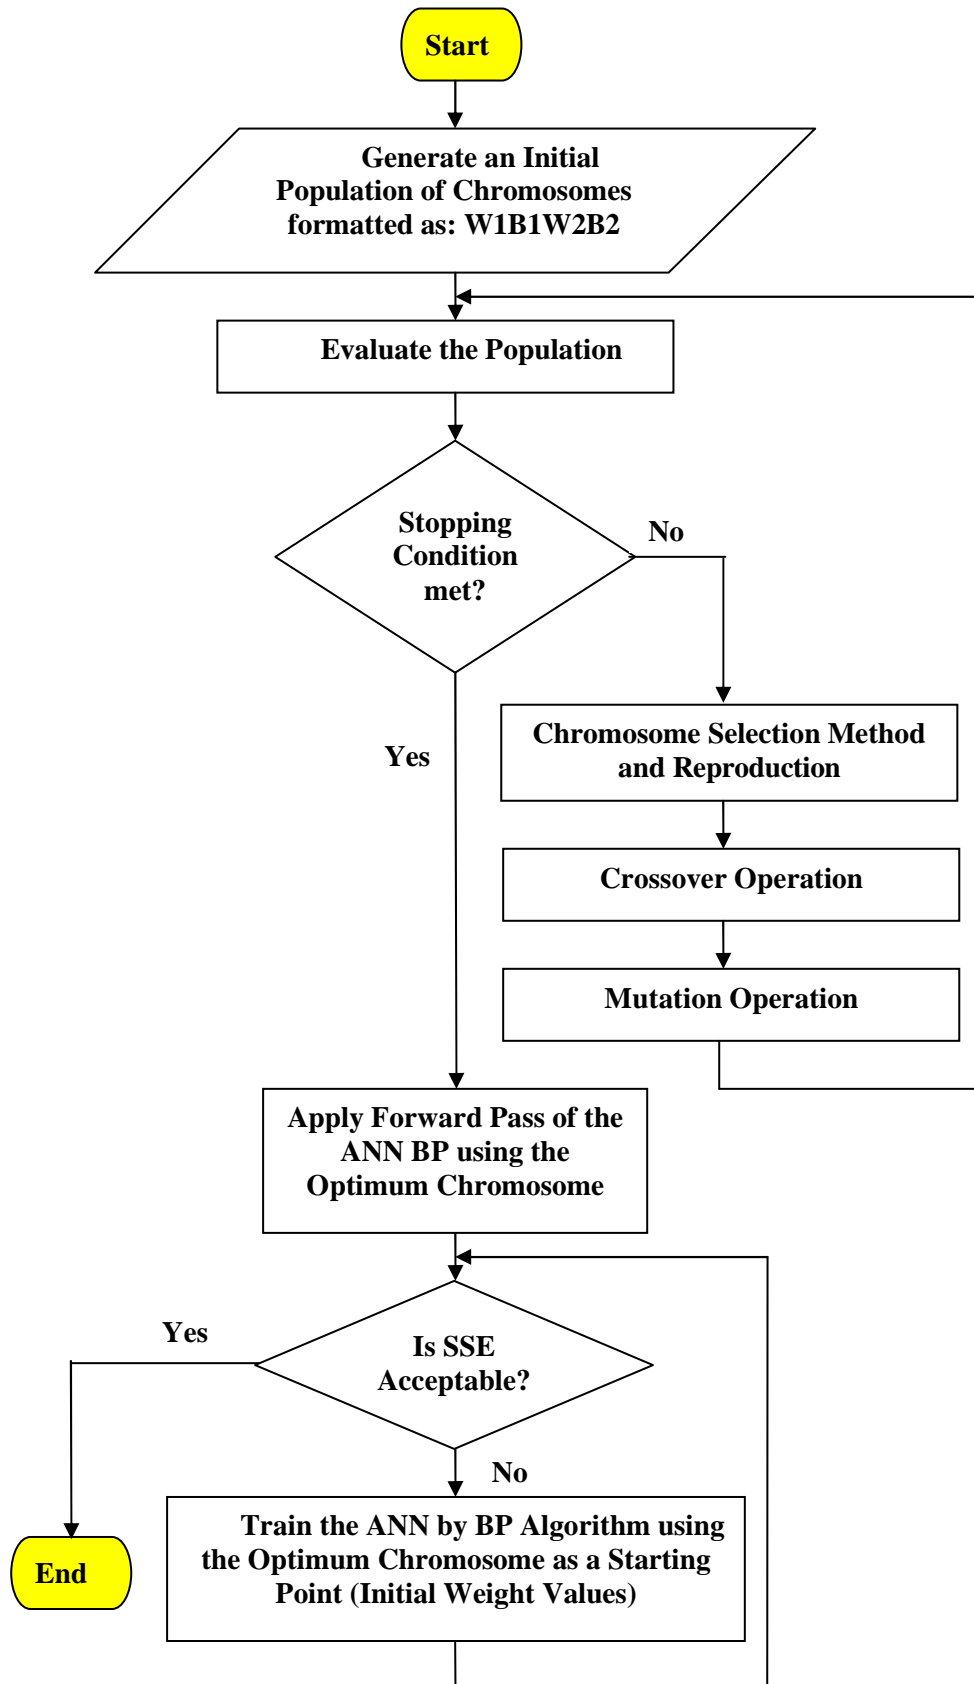 Start
Generate an Initial
Population of Chromosomes
formatted as: W1B1W2B2
Evaluate the Population
Stopping
Condition
met?
No
Yes
Chromosome Selection Method
and Reproduction
Crossover Operation
Mutation Operation
Apply Forward Pass of the
ANN BP using the
Optimum Chromosome
Yes
Is SSE
Acceptable?
No
Train the ANN by BP Algorithm using
the Optimum Chromosome as a Starting
Point (Initial Weight Values)
End